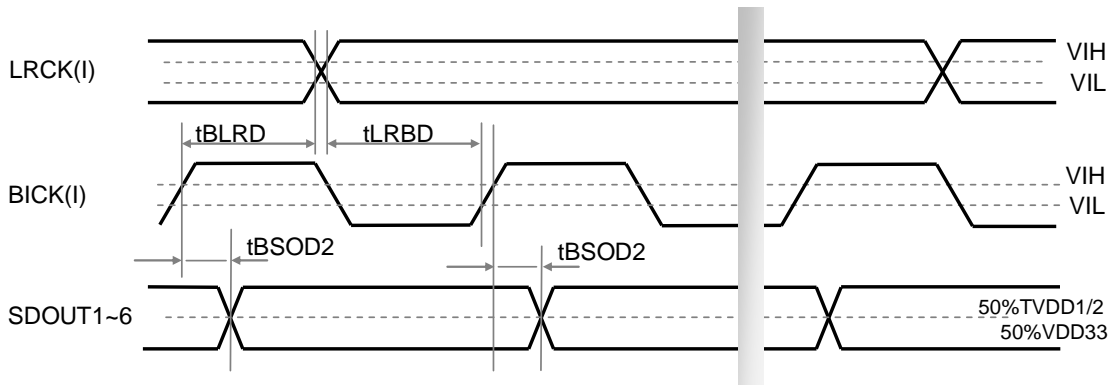 LRCK(I)
VIH
VIL
tBLRD
tLRBD
BICK(I)
VIH
VIL
tBSOD2
tBSOD2
SDOUT1~6
50%TVDD1/2
50%VDD33